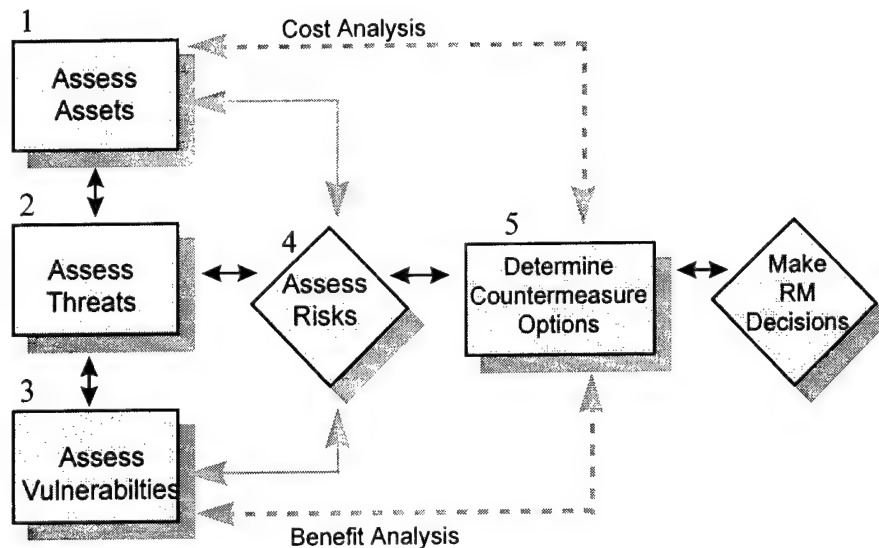 1
Cost Analysis
Assess
Assets
2
Assess
Threats
4
Assess
Risks
5
Determine
Countermeasure
Options
Make
RM
Decisions
3
Assess
Vulnerabilties
Benefit Analysis